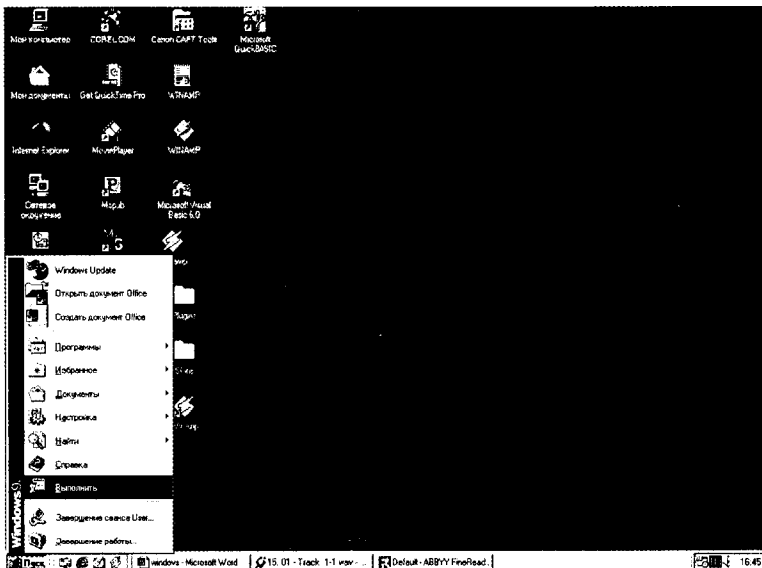 Мой компьютер
COREL.COM
Canon CAPT Tools
Microsoft QuickBASIC
Мои документы
Get QuickTime Pro
WINAMP
Internet Explorer
MoviePlayer
WINAMP
Сетевое окружение
Mspub
Microsoft Visual Basic 6.0
Windows Update
Открыть документ Office
Создать документ Office
Программы
Избранное
Документы
Настройка
Найти
Справка
Выполнить
Завершение сеанса User...
Завершение работы...
Пуск
windows - Microsoft Word
15. 01 - Track 1-1 wav - ...
Default - ABBYY FineRead...
16:45